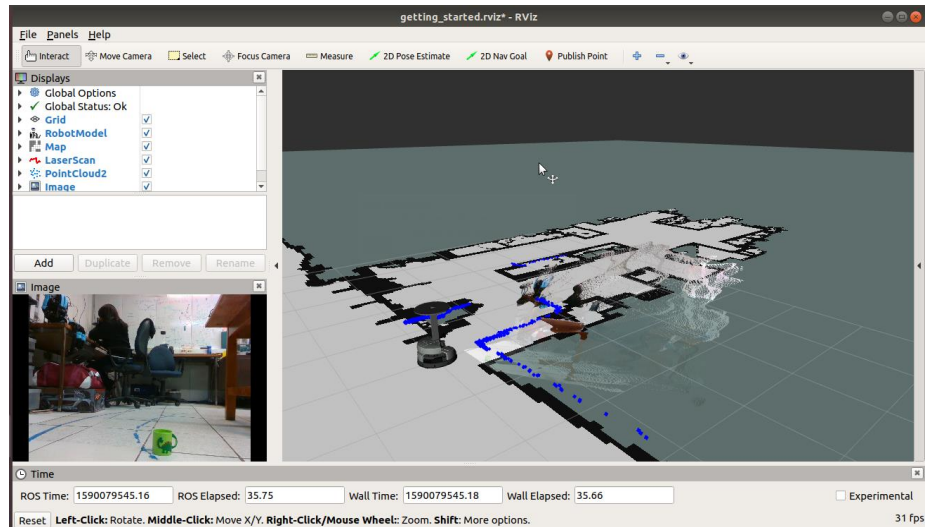 getting_started.rviz* - RViz
File Panels Help
Interact Move Camera Select Focus Camera Measure 2D Pose Estimate 2D Nav Goal Publish Point
Displays
Global Options
Global Status: Ok
Grid
RobotModel
Map
LaserScan
PointCloud2
Image
Add Duplicate Remove Rename
Image
Time
ROS Time: 1590079545.16 ROS Elapsed: 35.75 Wall Time: 1590079545.18 Wall Elapsed: 35.66 Experimental
Reset Left-Click: Rotate. Middle-Click: Move X/Y. Right-Click/Mouse Wheel:: Zoom. Shift: More options. 31 fps